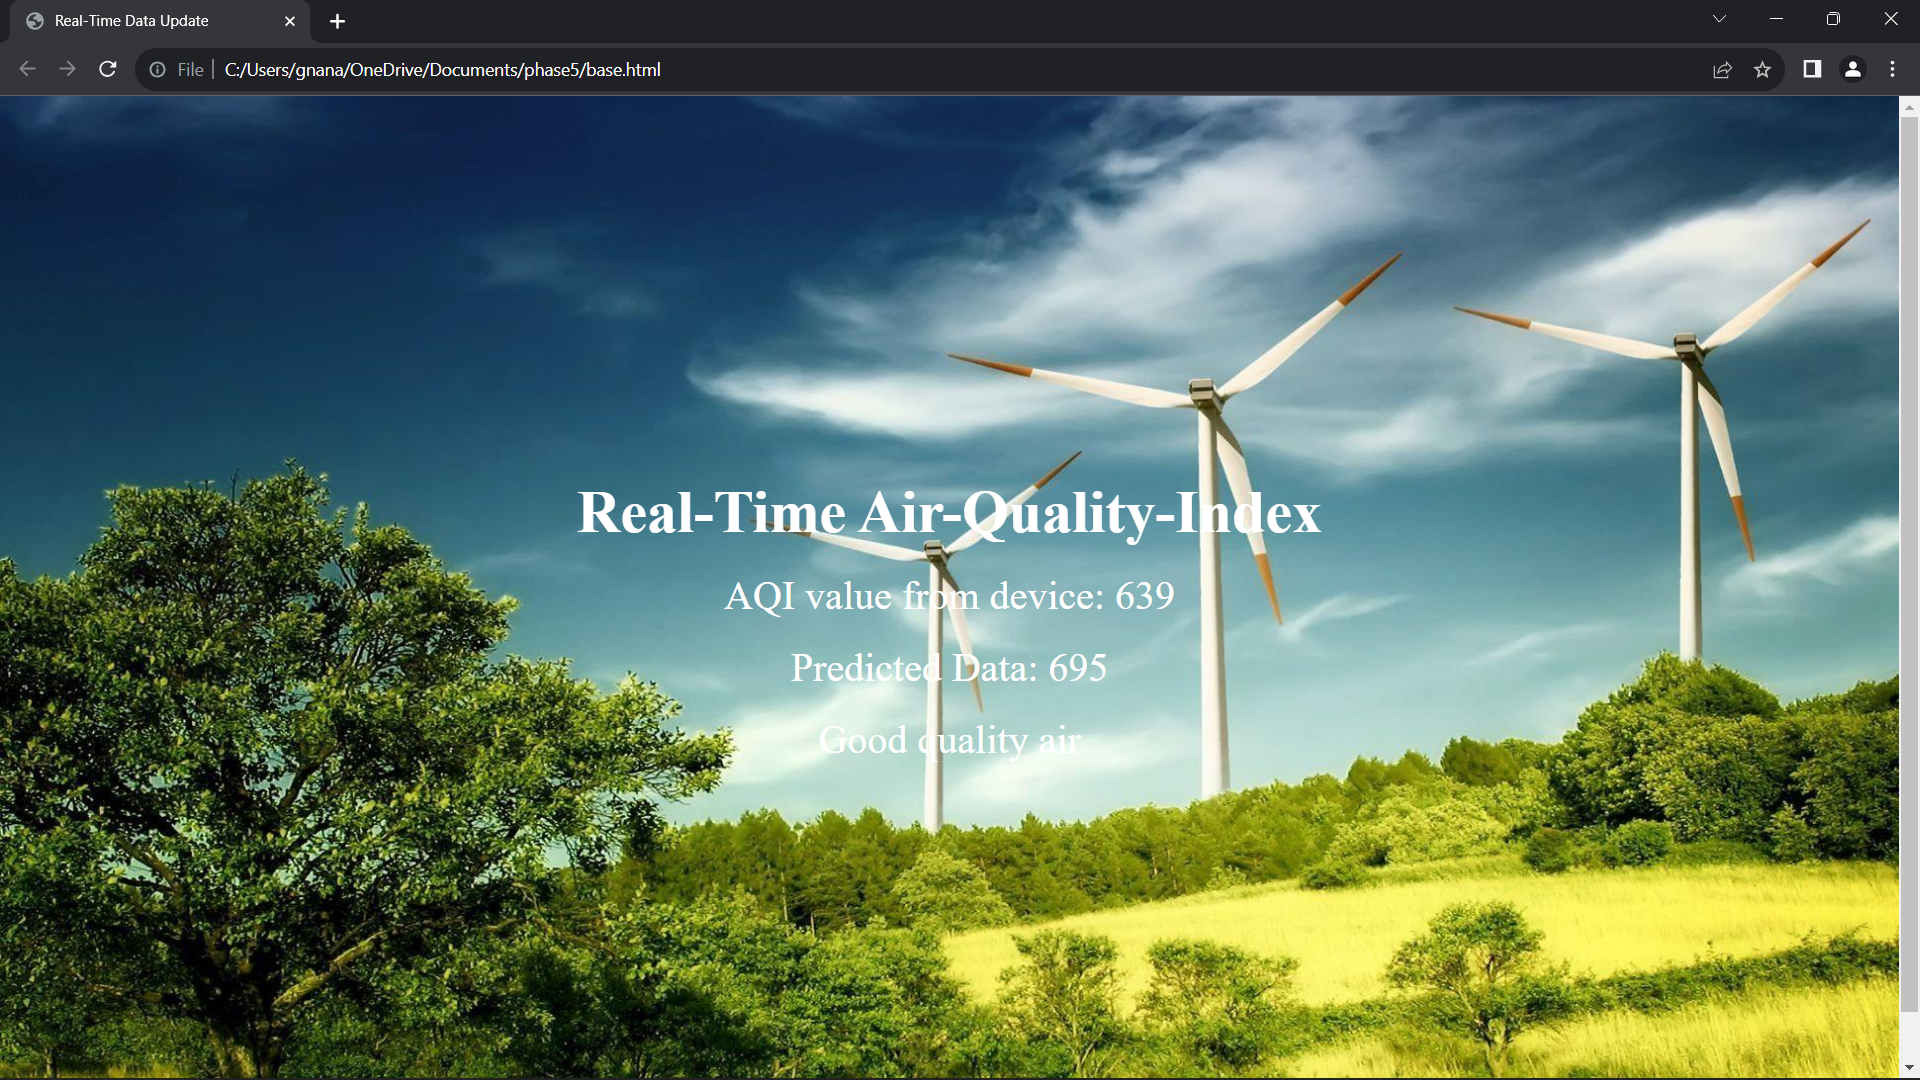 Real-Time Data Update
File
C:/Users/gnana/OneDrive/Documents/phase5/base.html
Real-Time Air-Quality-Index
AQI value from device: 639
Predicted Data: 695
Good quality air